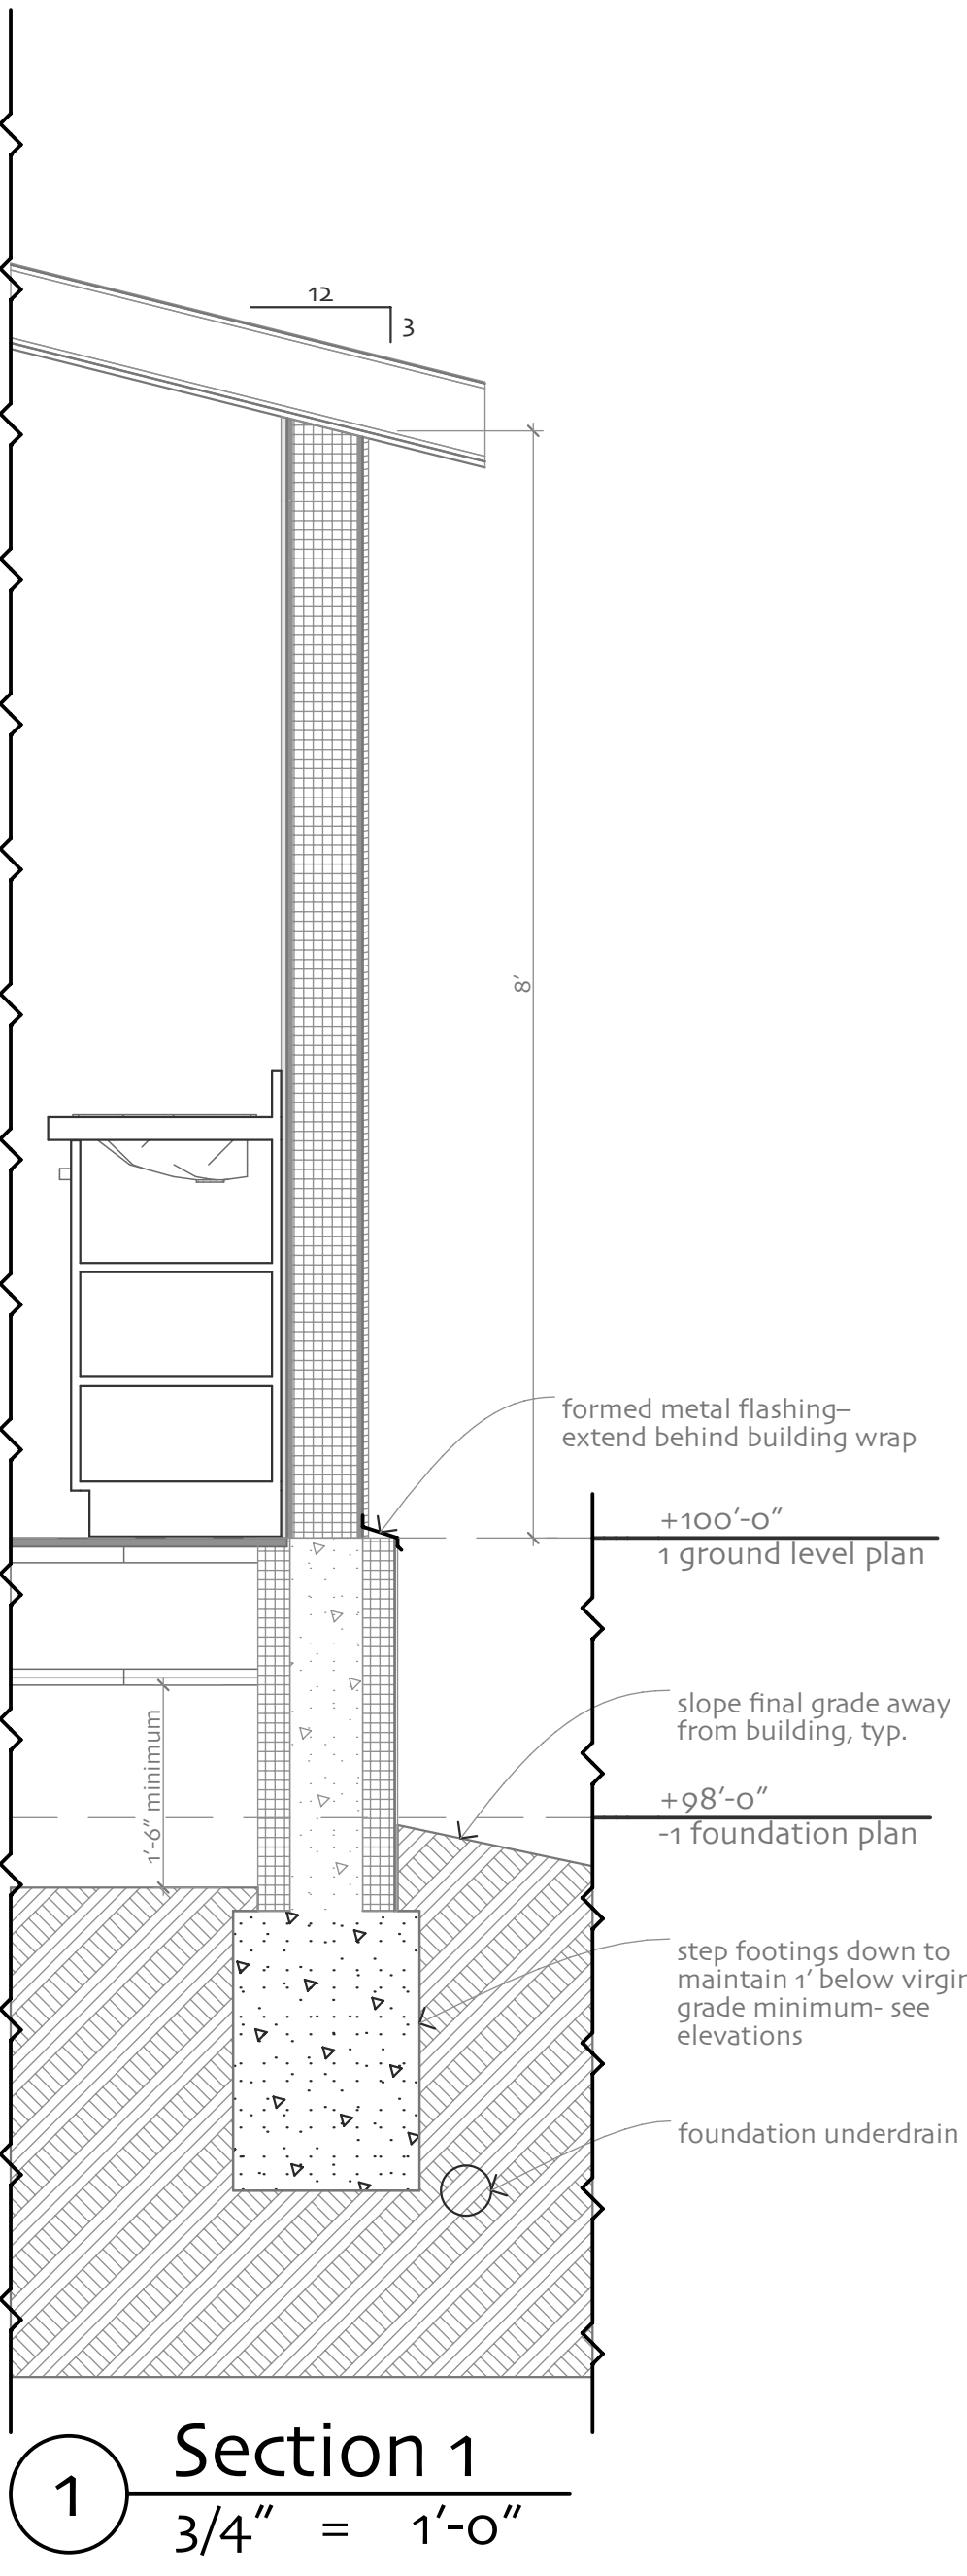 12
3
8'
formed metal flashing–
extend behind building wrap
+100'-0"
1 ground level plan
slope final grade away
from building, typ.
1'-6" minimum
+98'-0"
-1 foundation plan
step footings down to
maintain 1' below virgin
grade minimum- see
elevations
foundation underdrain
1
Section 1
3/4" = 1'-0"